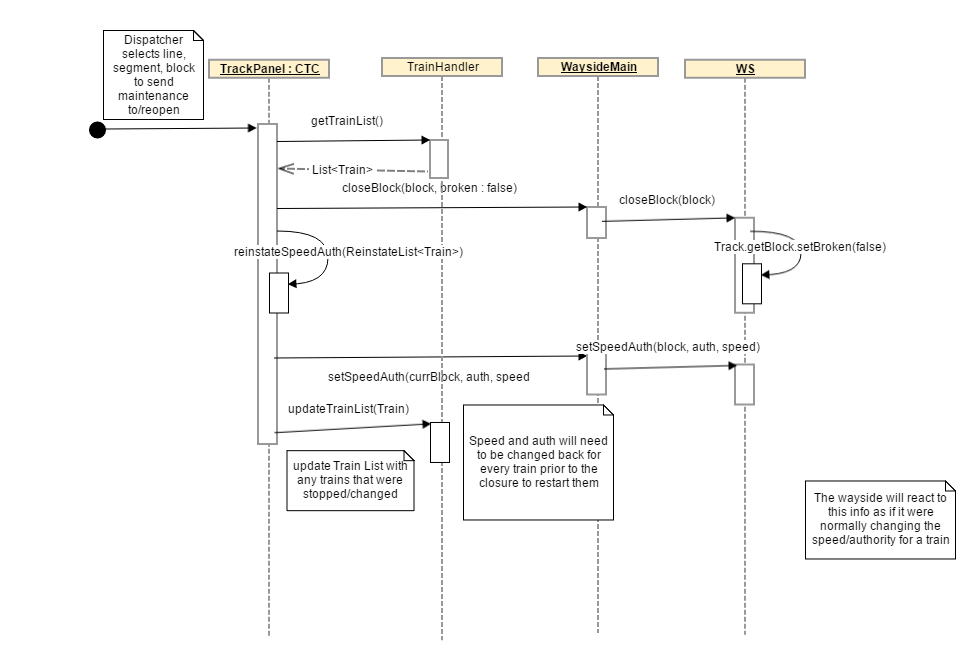 Dispatcher
selects line,
segment, block
to send
maintenance
to/reopen
TrackPanel : CTC
TrainHandler
WaysideMain
WS
getTrainList()
List<Train>
closeBlock(block, broken : false)
closeBlock(block)
reinstateSpeedAuth(ReinstateList<Train>)
Track.getBlock.setBroken(false)
setSpeedAuth(block, auth, speed)
setSpeedAuth(currBlock, auth, speed
updateTrainList(Train)
update Train List with
any trains that were
stopped/changed
Speed and auth will need
to be changed back for
every train prior to the
closure to restart them
The wayside will react to
this info as if it were
normally changing the
speed/authority for a train